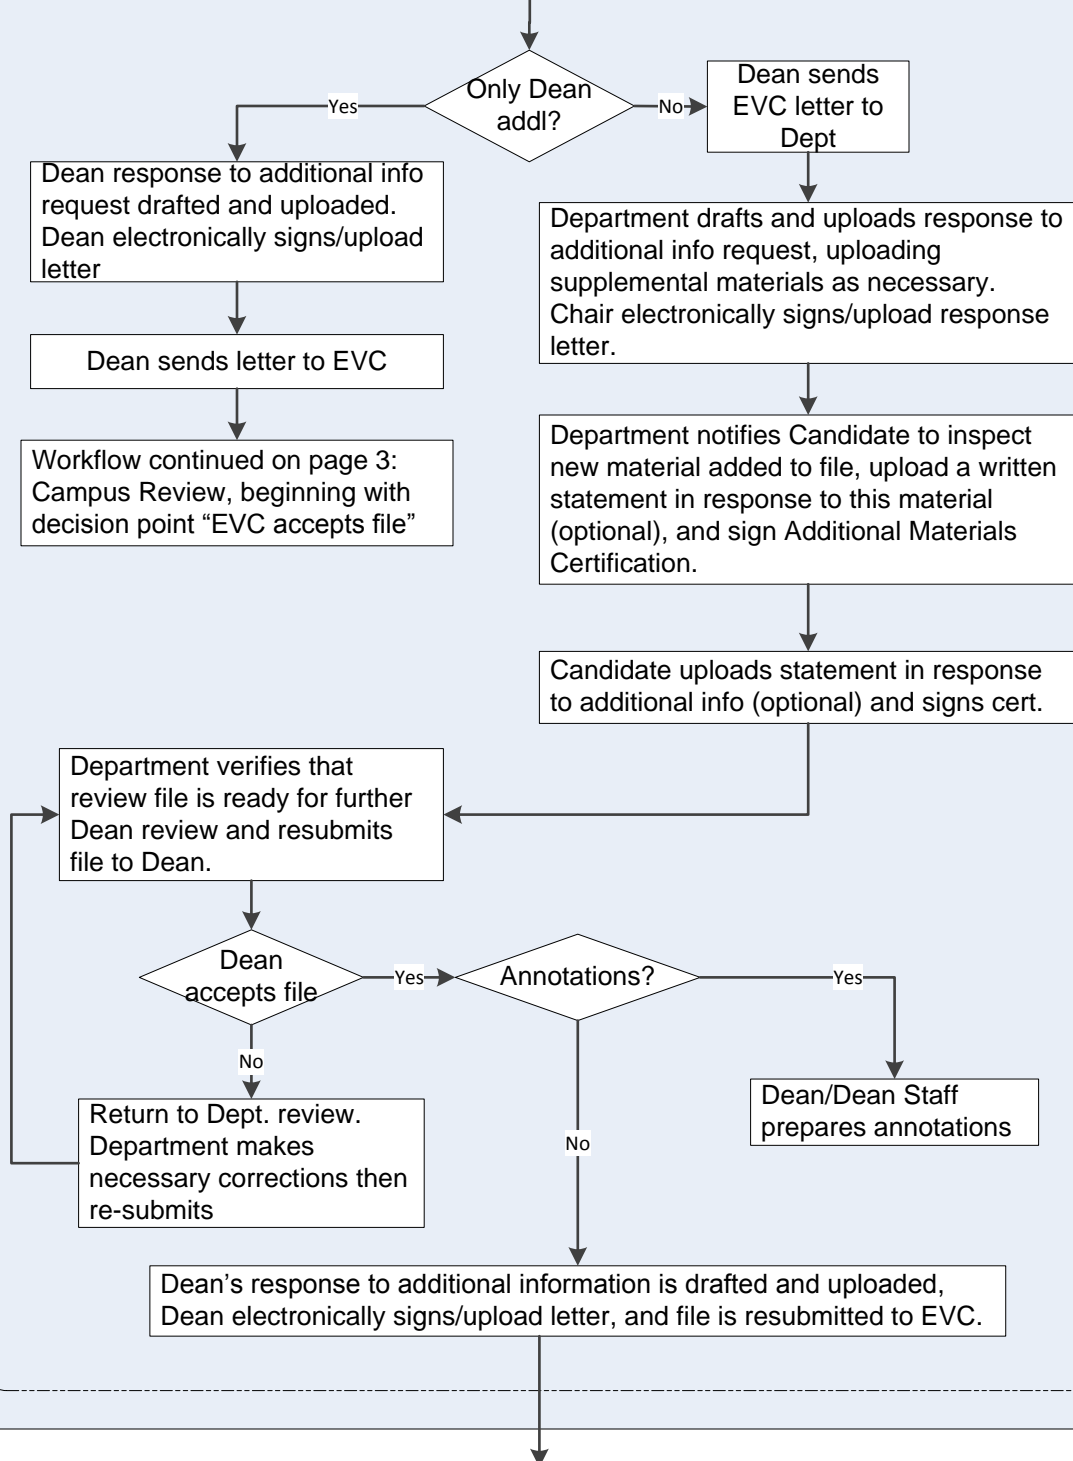 Only Dean
addl?
Yes
No
Dean sends
EVC letter to
Dept
Dean response to additional info
request drafted and uploaded.
Dean electronically signs/upload
letter
Department drafts and uploads response to
additional info request, uploading
supplemental materials as necessary.
Chair electronically signs/upload response
letter.
Dean sends letter to EVC
Workflow continued on page 3:
Campus Review, beginning with
decision point “EVC accepts file”
Department notifies Candidate to inspect
new material added to file, upload a written
statement in response to this material
(optional), and sign Additional Materials
Certification.
Candidate uploads statement in response
to additional info (optional) and signs cert.
Department verifies that
review file is ready for further
Dean review and resubmits
file to Dean.
Dean
accepts file
Yes
Annotations?
Yes
No
Return to Dept. review.
Department makes
necessary corrections then
re-submits
Dean/Dean Staff
prepares annotations
No
Dean’s response to additional information is drafted and uploaded,
Dean electronically signs/upload letter, and file is resubmitted to EVC.